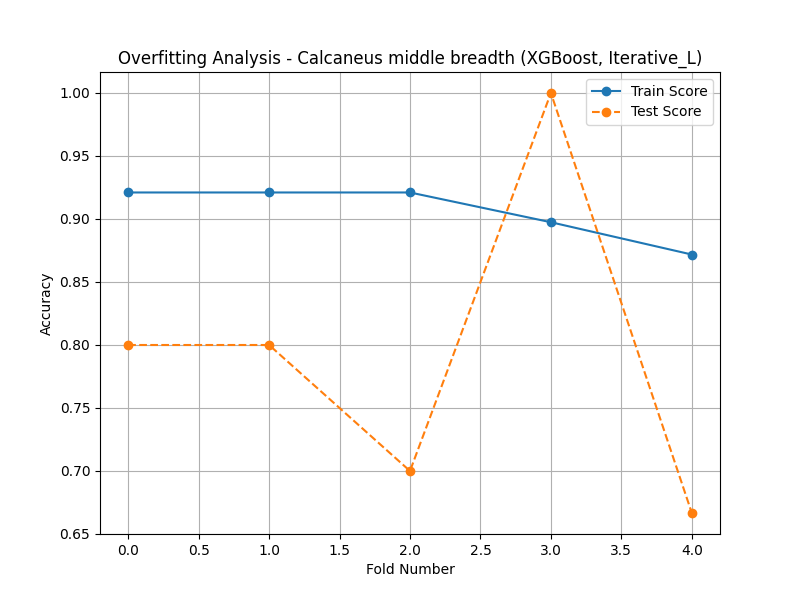 Overfitting Analysis - Calcaneus middle breadth (XGBoost, Iterative_L)
Train Score
Test Score
Accuracy
1.00
0.95
0.90
0.85
0.80
0.75
0.70
0.65
0.0 0.5 1.0 1.5 2.0 2.5 3.0 3.5 4.0
Fold Number